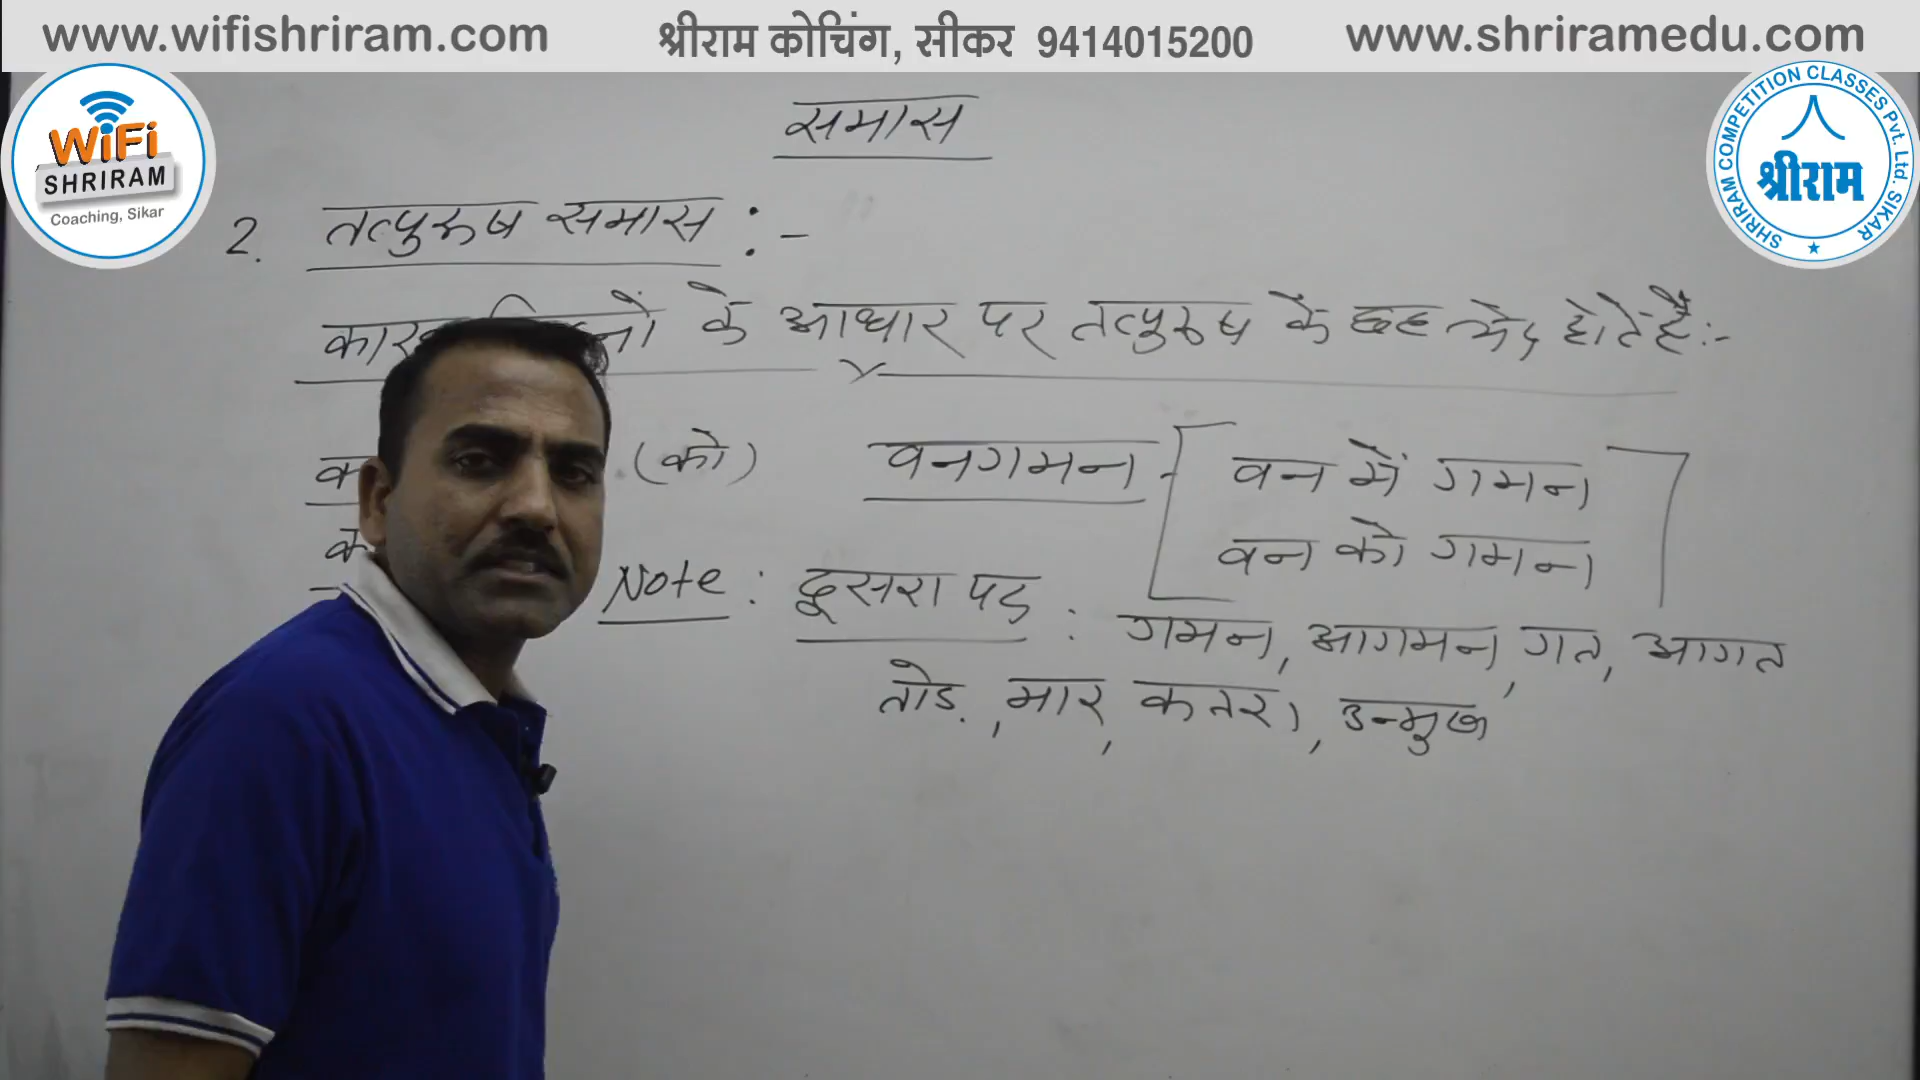 www.wifishriram.com
श्रीराम कोचिंग, सीकर 9414015200
www.shriramedu.com
WiFi
SHRIRAM
Coaching, Sikar
SHRIRAM COMPETITION CLASSES Pvt. Ltd. SIKAR
श्रीराम
समास
2. तत्पुरूष समास :-
के आधार पर तत्पुरूष के छह भेद होते हैं:-
(को) वनगमन - वन में गमन
वन को गमन
Note : दूसरा पद : गमन, आगमन, गत, आगत
तोड़, मार, कतरा, उन्मुख